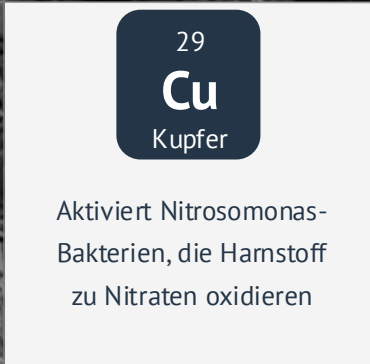 29
Cu
Kupfer
Aktiviert Nitrosomonas-
Bakterien, die Harnstoff
zu Nitraten oxidieren